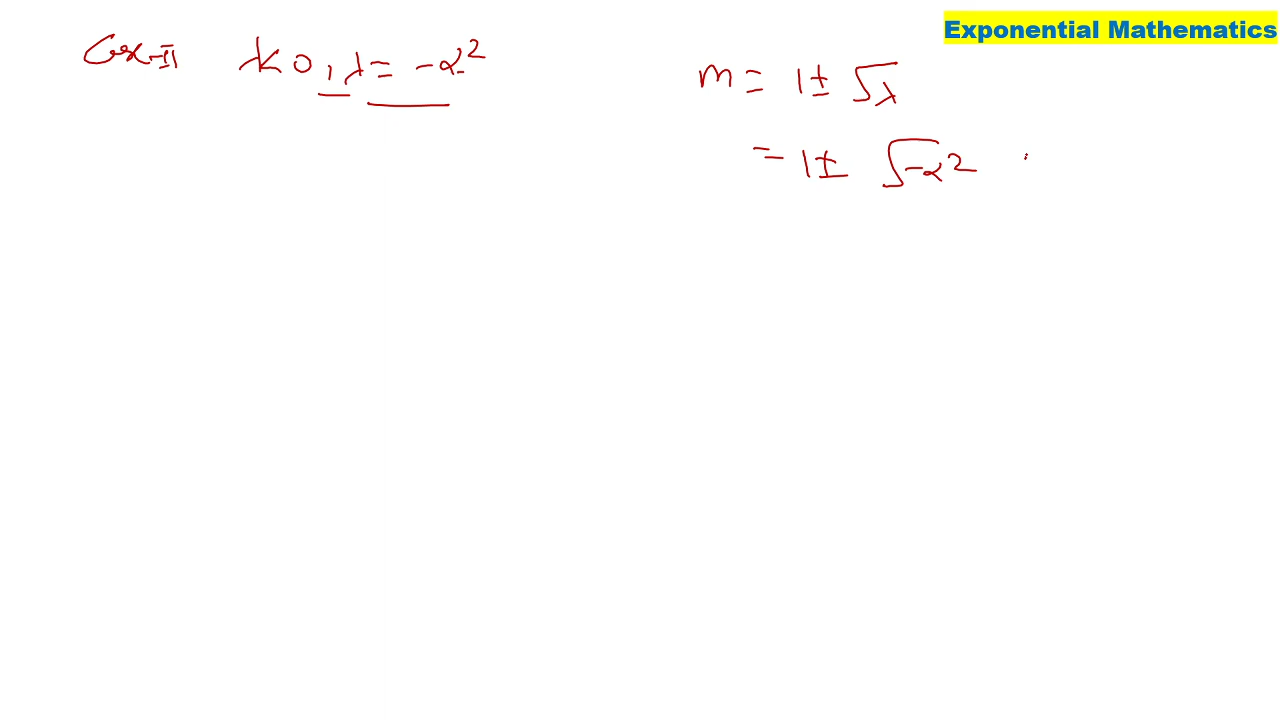 Exponential Mathematics
Case-II λ<0, λ= -α²
m = 1± √λ
= 1± √-α²